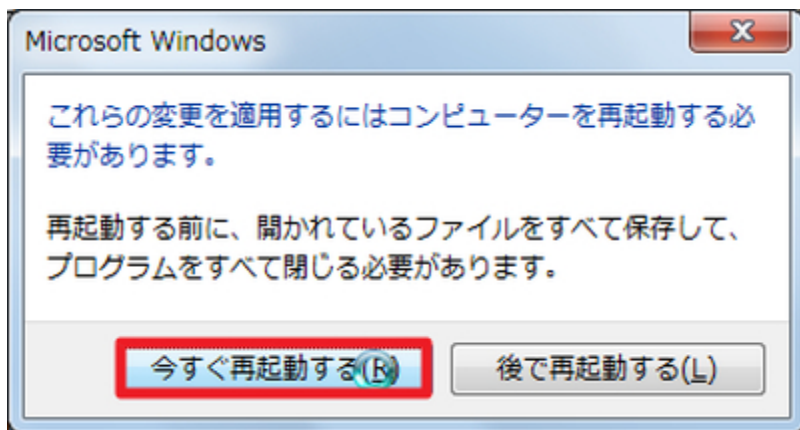 Microsoft Windows
これらの変更を適用するにはコンピューターを再起動する必
要があります。
再起動する前に、開かれているファイルをすべて保存して、
プログラムをすべて閉じる必要があります。
今すぐ再起動する(R)
後で再起動する(L)